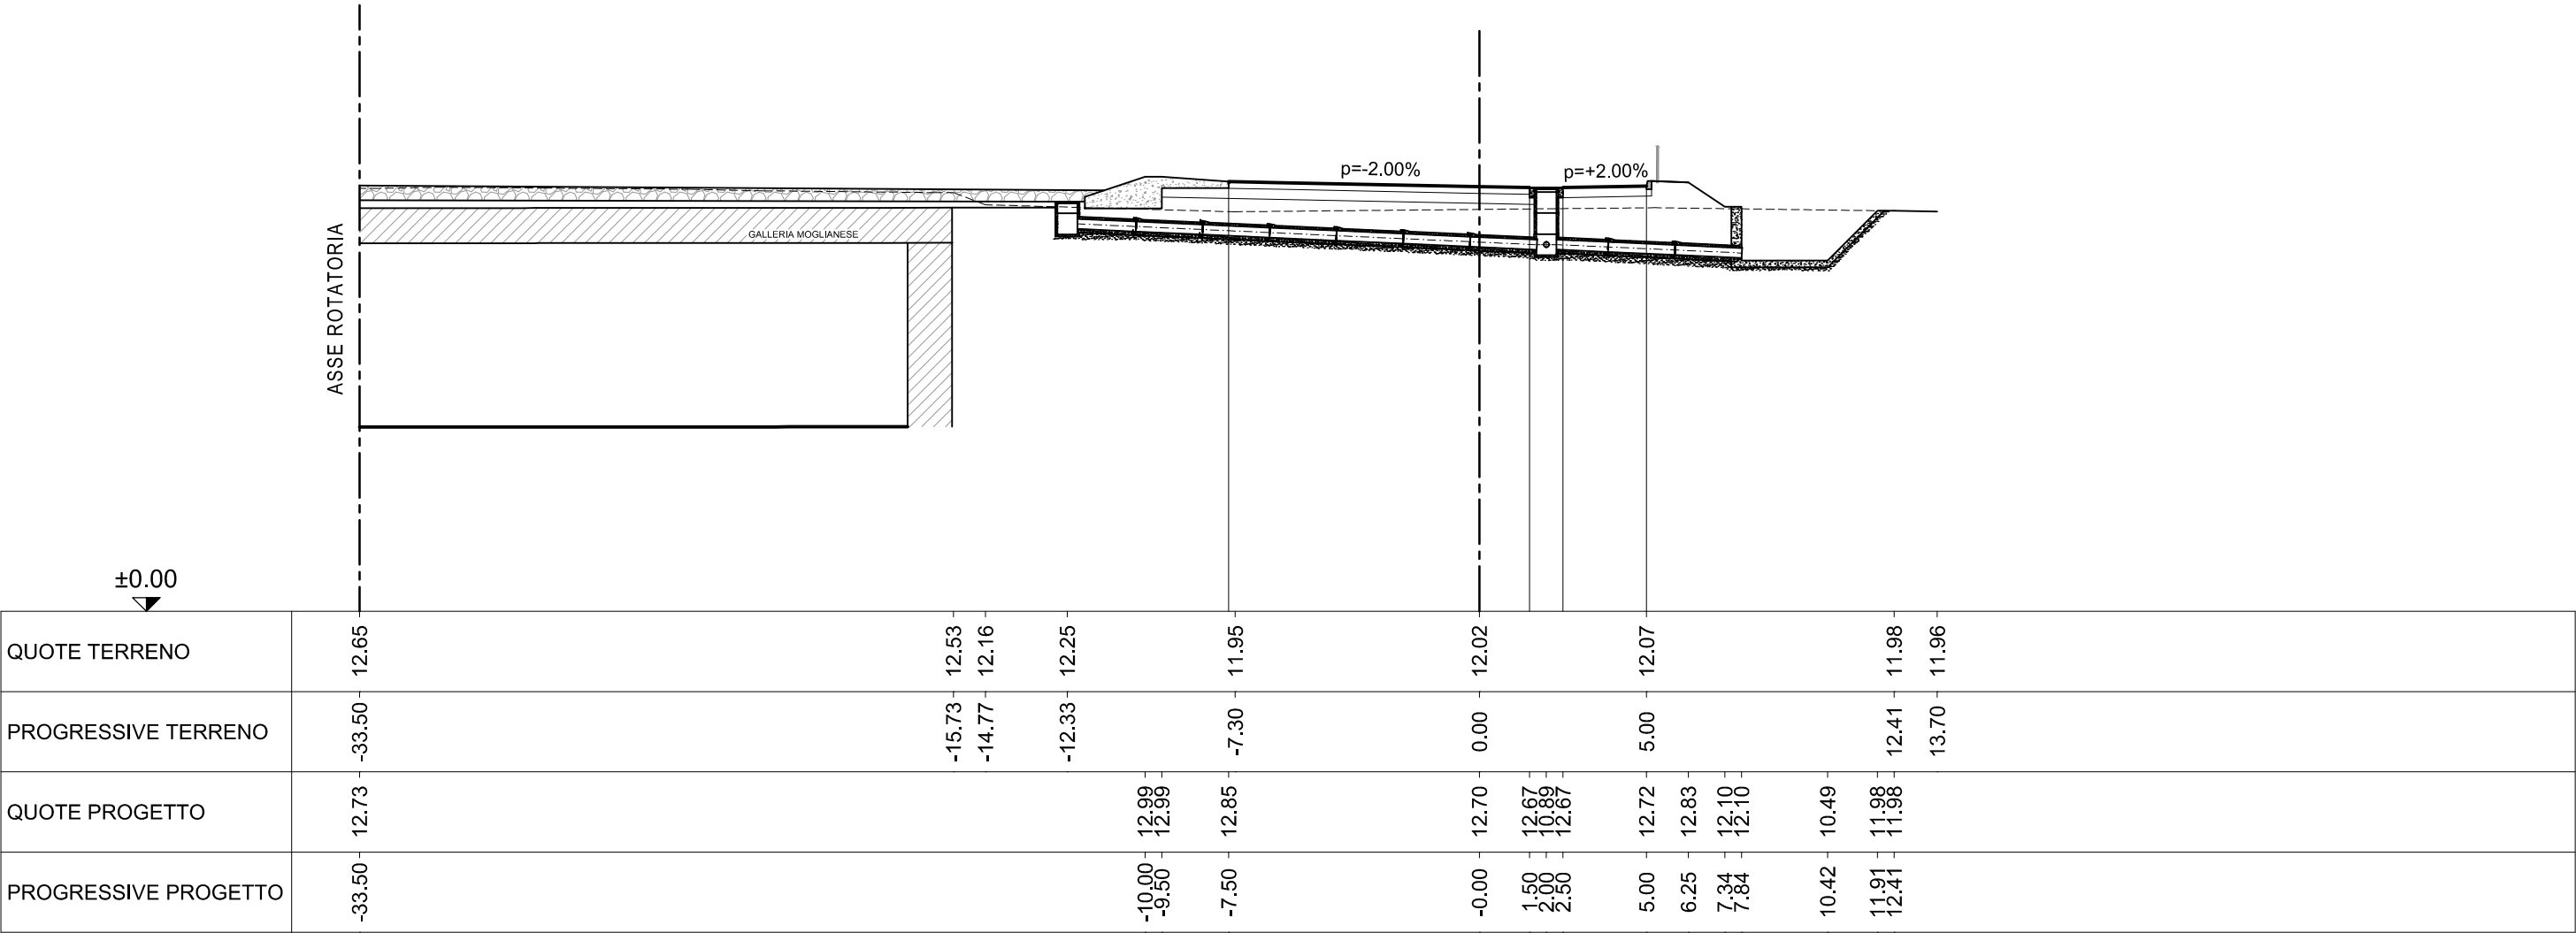 p=-2.00%
p=+2.00%
GALLERIA MOGLIANESE
ASSE ROTATORIA
±0.00
QUOTE TERRENO 12.65 12.53 12.16 12.25 11.95 12.02 12.07 11.98 11.96
PROGRESSIVE TERRENO -33.50 -15.73 -14.77 -12.33 -7.30 0.00 5.00 12.41 13.70
QUOTE PROGETTO 12.73 12.99 12.99 12.85 12.70 12.67 10.89 12.67 12.72 12.83 12.10 12.10 10.49 11.98 11.98
PROGRESSIVE PROGETTO -33.50 -10.00 -9.50 -7.50 -0.00 1.50 2.00 2.50 5.00 6.25 7.34 7.84 10.42 11.91 12.41